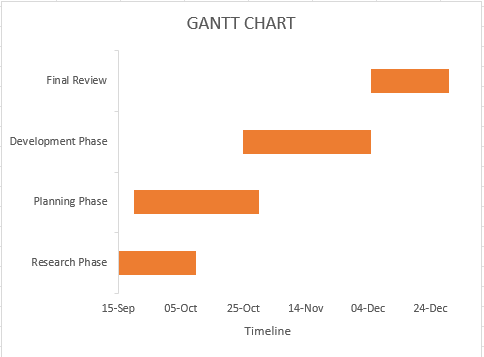 GANTT CHART
Final Review
Development Phase
Planning Phase
Research Phase
15-Sep 05-Oct 25-Oct 14-Nov 04-Dec 24-Dec
Timeline